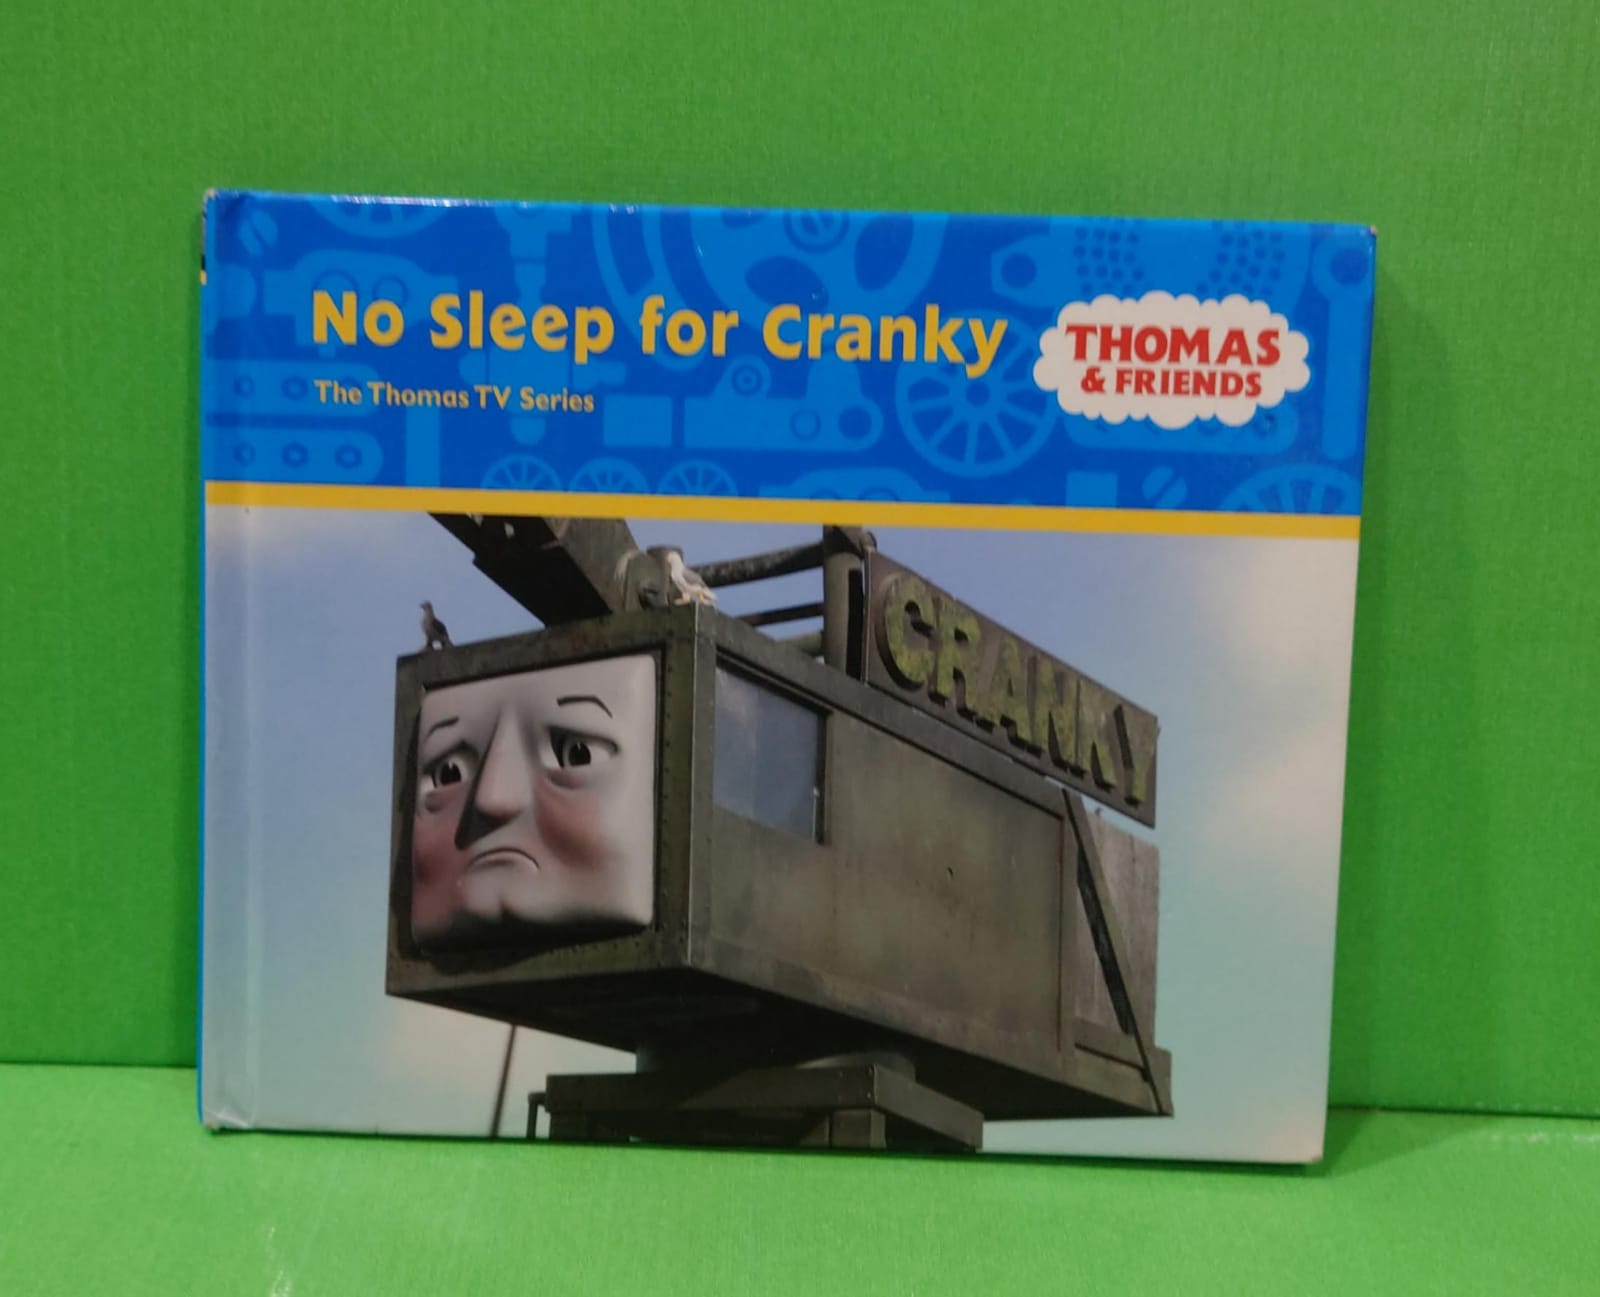 No Sleep for Cranky
The Thomas TV Series
THOMAS
& FRIENDS
CRANKY